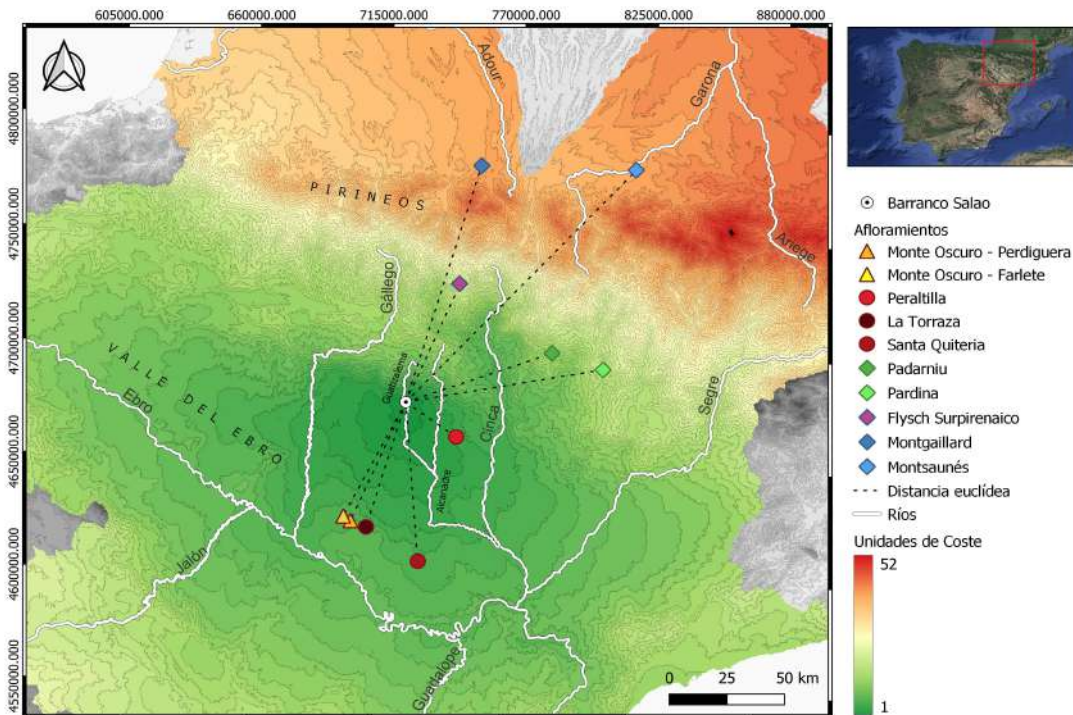 605000.000 660000.000 715000.000 770000.000 825000.000 880000.000
4800000.000
4750000.000
4700000.000
4650000.000
4600000.000
4550000.000
Adour
Garona
PIRINEOS
Ariege
Gállego
VALLE DEL EBRO
Ebro
Guatizalema
Cinca
Segre
Alcanadre
Jalón
Guadalope
0 25 50 km
Barranco Salao
Afloramientos
Monte Oscuro - Perdiguera
Monte Oscuro - Farlete
Peraltilla
La Torraza
Santa Quiteria
Padarniu
Pardina
Flysch Surpirenaico
Montgaillard
Montsaunés
Distancia euclídea
Ríos
Unidades de Coste
52
1